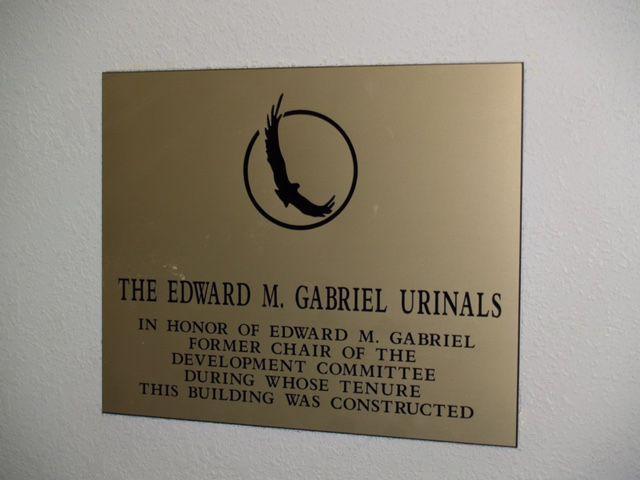 THE EDWARD M. GABRIEL URINALS
IN HONOR OF EDWARD M. GABRIEL
FORMER CHAIR OF THE
DEVELOPMENT COMMITTEE
DURING WHOSE TENURE
THIS BUILDING WAS CONSTRUCTED